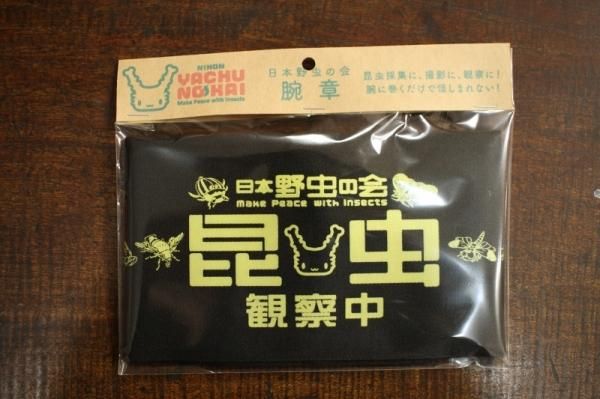 NIHON
YACHU
NO KAI
Make Peace with Insects
日本野虫の会
腕章
昆虫採集に、撮影に、観察に!
腕に巻くだけで怪しまれない!
日本野虫の会
Make Peace with Insects
昆虫
観察中